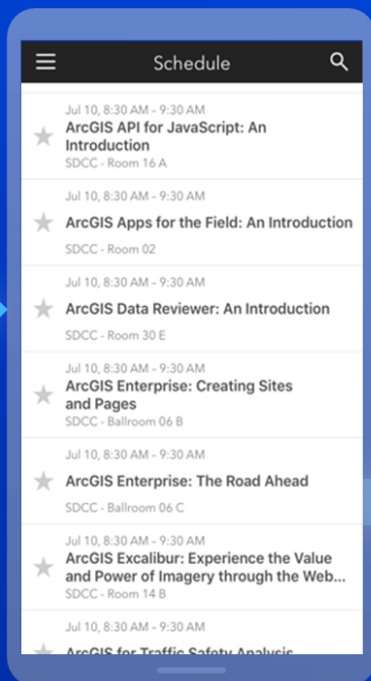 Schedule
Jul 10, 8:30 AM – 9:30 AM
ArcGIS API for JavaScript: An
Introduction
SDCC - Room 16 A
Jul 10, 8:30 AM – 9:30 AM
ArcGIS Apps for the Field: An Introduction
SDCC - Room 02
Jul 10, 8:30 AM – 9:30 AM
ArcGIS Data Reviewer: An Introduction
SDCC - Room 30 E
Jul 10, 8:30 AM – 9:30 AM
ArcGIS Enterprise: Creating Sites
and Pages
SDCC - Ballroom 06 B
Jul 10, 8:30 AM – 9:30 AM
ArcGIS Enterprise: The Road Ahead
SDCC - Ballroom 06 C
Jul 10, 8:30 AM – 9:30 AM
ArcGIS Excalibur: Experience the Value
and Power of Imagery through the Web...
SDCC - Room 14 B
Jul 10, 8:30 AM – 9:30 AM
ArcGIS for Traffic Safety Analysis